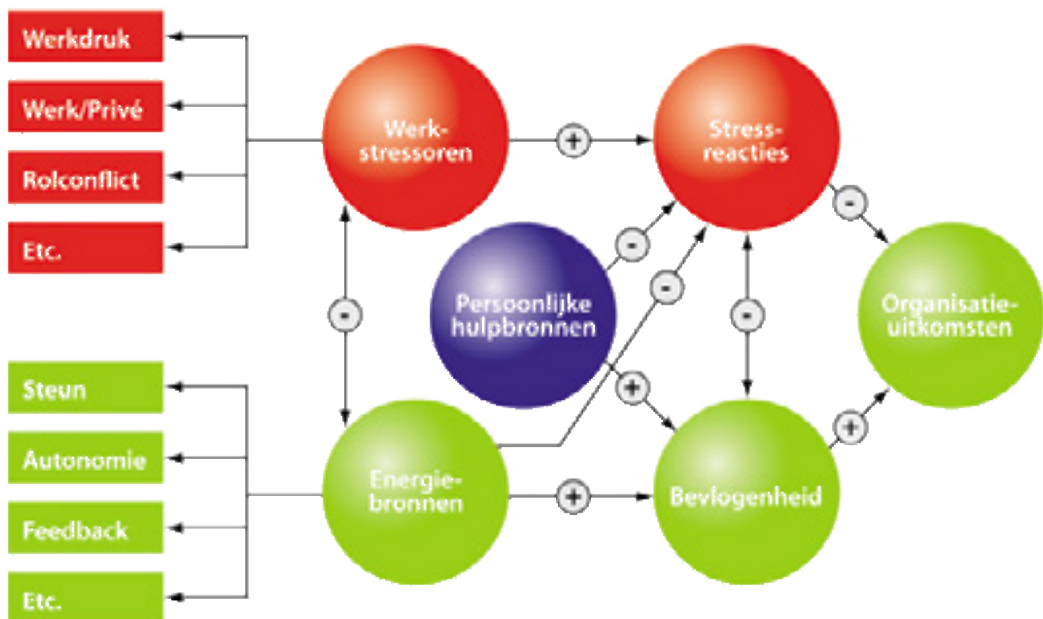 Werkdruk
Werk/Privé
Rolconflict
Etc.
Werk-
stressoren
+
Stress-
reacties
-
-
-
-
-
Persoonlijke
hulpbronnen
Organisatie-
uitkomsten
+
+
Steun
Autonomie
Feedback
Etc.
Energie-
bronnen
+
Bevlogenheid